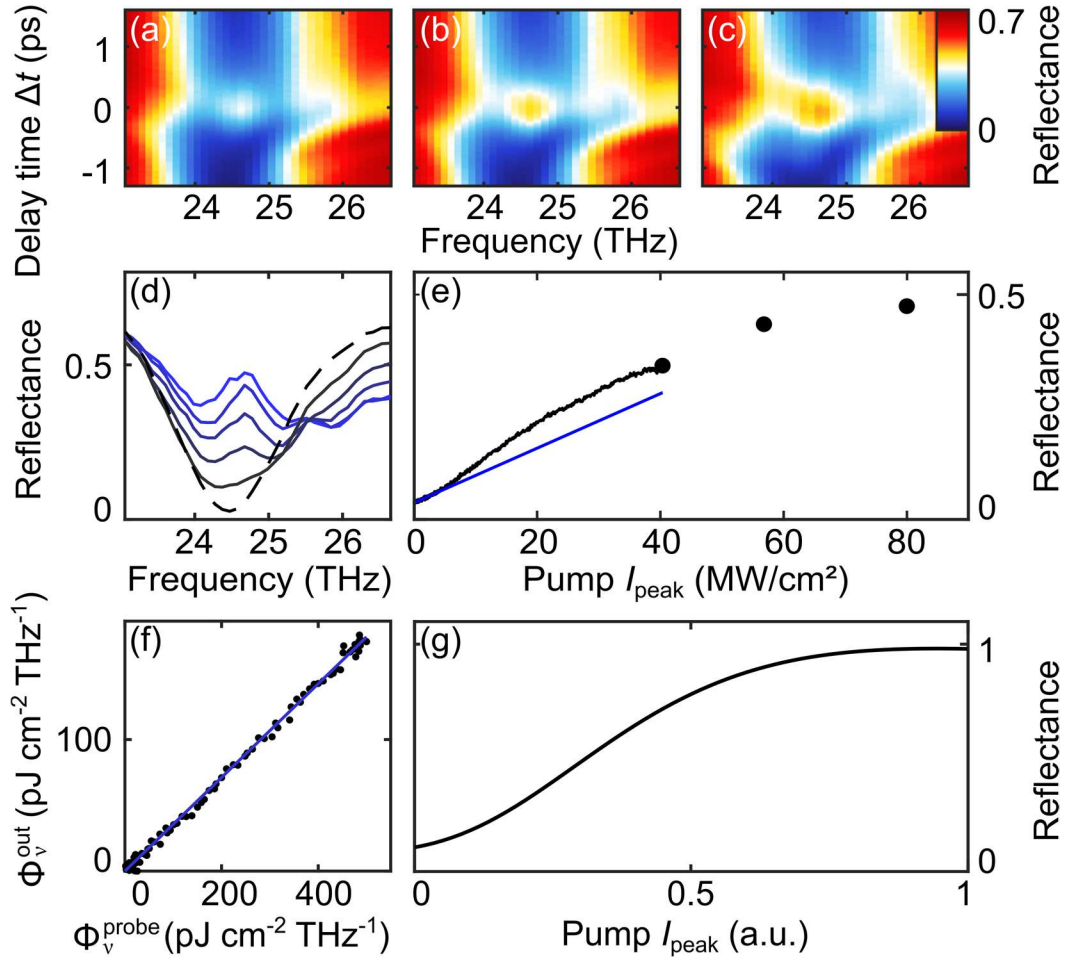 (a)
(b)
(c)
Delay time Δt (ps)
1
0
-1
0.7
0
Reflectance
24 25 26
24 25 26
24 25 26
Frequency (THz)
(d)
Reflectance
0.5
0
24 25 26
Frequency (THz)
(e)
0.5
0
Reflectance
0 20 40 60 80
Pump I_peak (MW/cm²)
(f)
Φ_ν^out (pJ cm⁻² THz⁻¹)
100
0
0 200 400
Φ_ν^probe (pJ cm⁻² THz⁻¹)
(g)
1
0
Reflectance
0 0.5 1
Pump I_peak (a.u.)